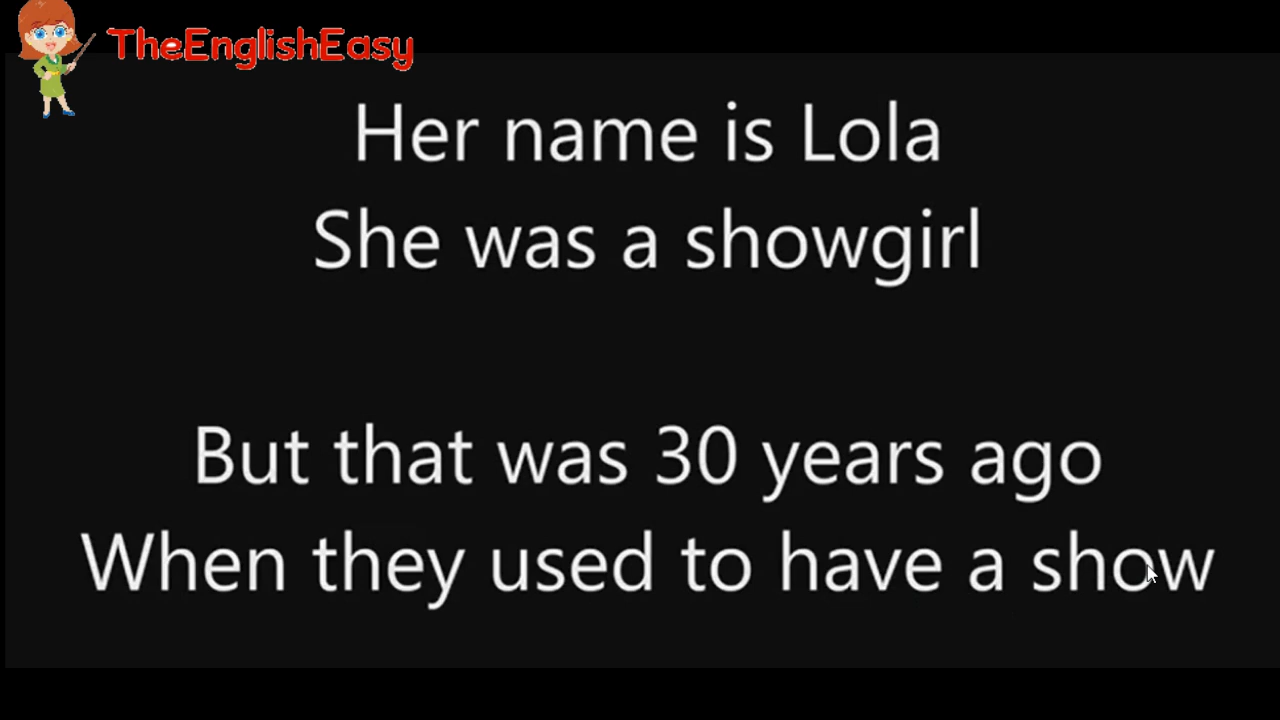 TheEnglishEasy
Her name is Lola
She was a showgirl
But that was 30 years ago
When they used to have a show